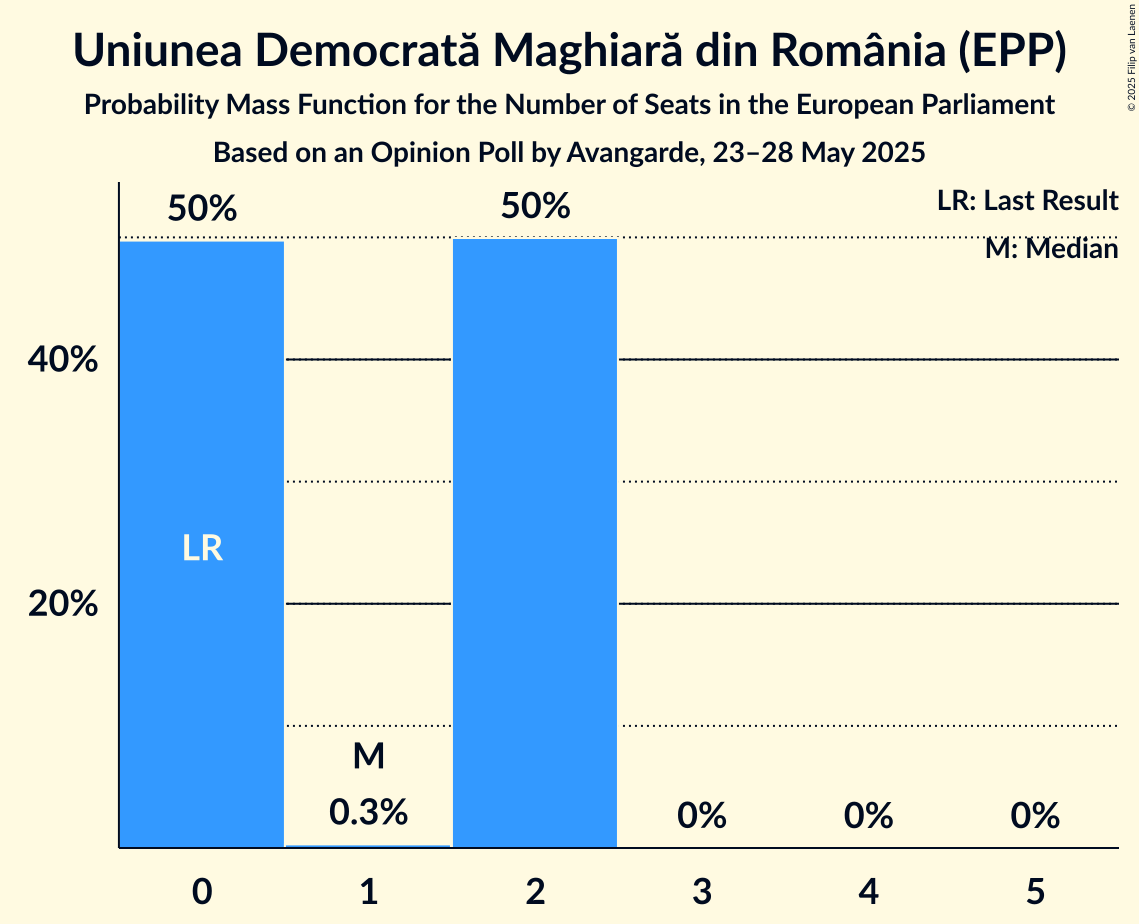 Uniunea Democrată Maghiară din România (EPP)
Probability Mass Function for the Number of Seats in the European Parliament
Based on an Opinion Poll by Avangarde, 23–28 May 2025
© 2025 Filip van Laenen
LR: Last Result
M: Median
50%
50%
40%
20%
LR
M
0.3%
0%
0%
0%
0
1
2
3
4
5